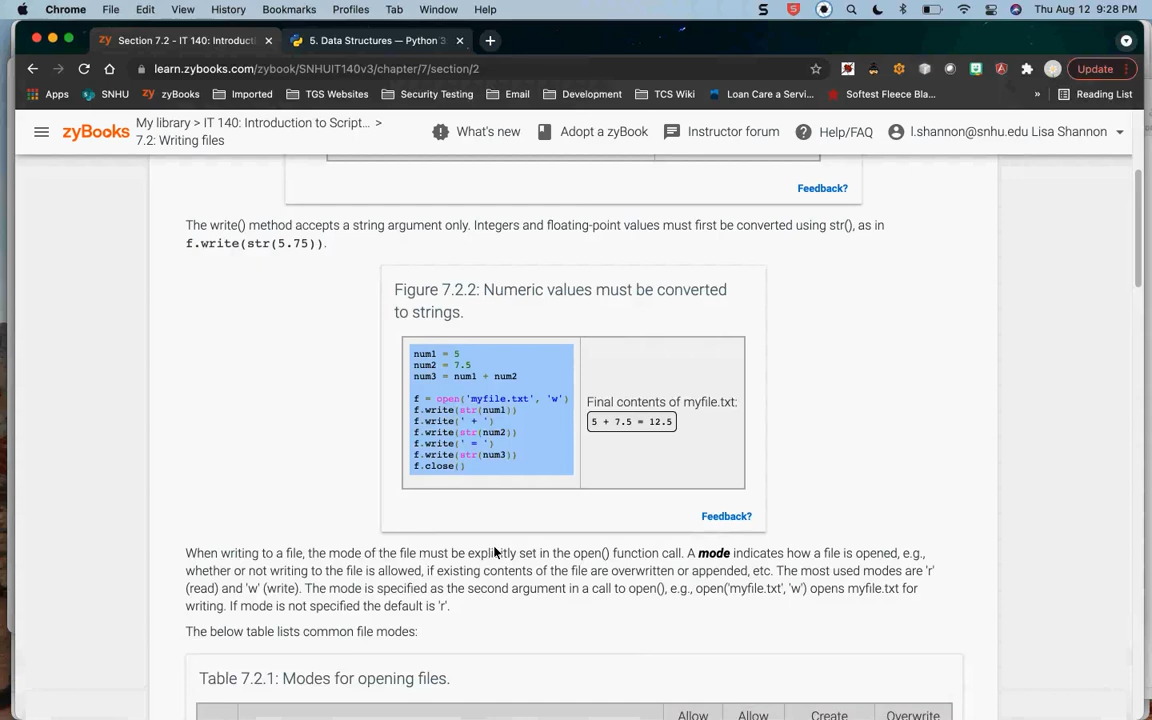 Chrome File Edit View History Bookmarks Profiles Tab Window Help Thu Aug 12 9:28 PM
Section 7.2 - IT 140: Introducti 5. Data Structures — Python 3
learn.zybooks.com/zybook/SNHUIT140v3/chapter/7/section/2 Update
Apps SNHU zyBooks Imported TGS Websites Security Testing Email Development TCS Wiki Loan Care a Servi... Softest Fleece Bla... » Reading List
zyBooks My library > IT 140: Introduction to Script... > What's new Adopt a zyBook Instructor forum Help/FAQ l.shannon@snhu.edu Lisa Shannon
7.2: Writing files
Feedback?
The write() method accepts a string argument only. Integers and floating-point values must first be converted using str(), as in
f.write(str(5.75)).
Figure 7.2.2: Numeric values must be converted
to strings.
num1 = 5
num2 = 7.5
num3 = num1 + num2
f = open('myfile.txt', 'w')
f.write(str(num1))
f.write(' + ')
f.write(str(num2))
f.write(' = ')
f.write(str(num3))
f.close()
Final contents of myfile.txt:
5 + 7.5 = 12.5
Feedback?
When writing to a file, the mode of the file must be explicitly set in the open() function call. A mode indicates how a file is opened, e.g.,
whether or not writing to the file is allowed, if existing contents of the file are overwritten or appended, etc. The most used modes are 'r'
(read) and 'w' (write). The mode is specified as the second argument in a call to open(), e.g., open('myfile.txt', 'w') opens myfile.txt for
writing. If mode is not specified the default is 'r'.
The below table lists common file modes:
Table 7.2.1: Modes for opening files.
Allow Allow Create Overwrite